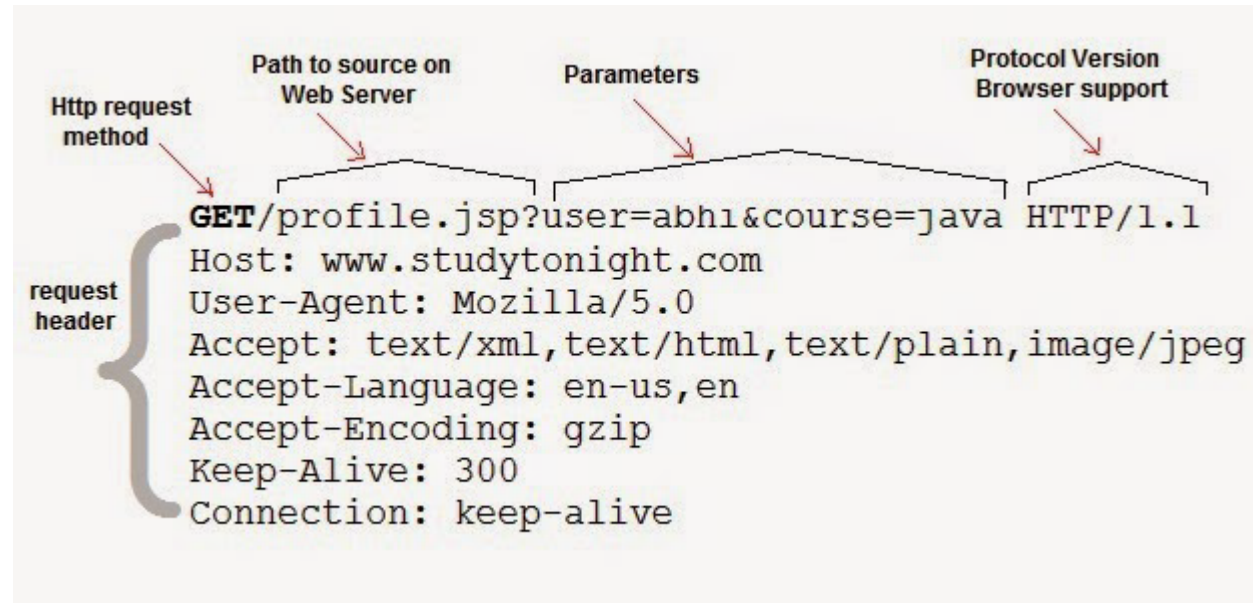 Path to source on
Web Server
Parameters
Protocol Version
Browser support
Http request
method
GET/profile.jsp?user=abhi&course=java HTTP/1.1
Host: www.studytonight.com
User-Agent: Mozilla/5.0
Accept: text/xml,text/html,text/plain,image/jpeg
Accept-Language: en-us,en
Accept-Encoding: gzip
Keep-Alive: 300
Connection: keep-alive
request
header